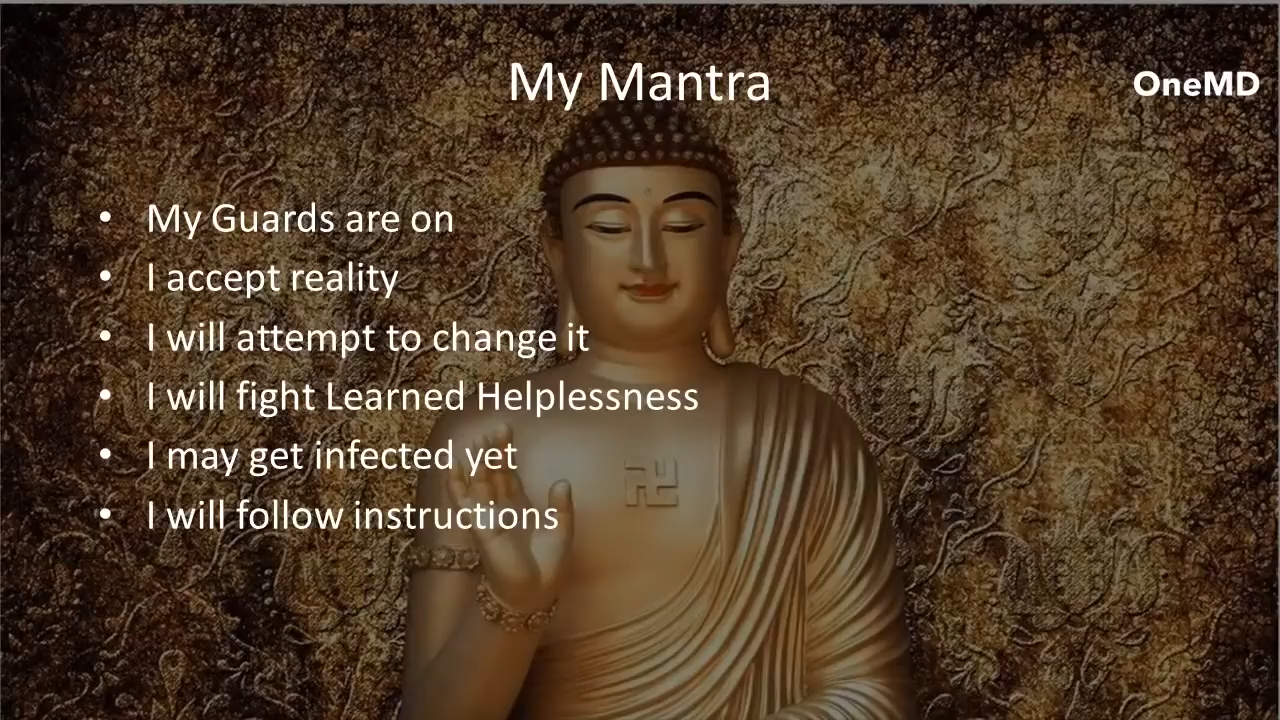 My Mantra
OneMD
• My Guards are on
• I accept reality
• I will attempt to change it
• I will fight Learned Helplessness
• I may get infected yet
• I will follow instructions